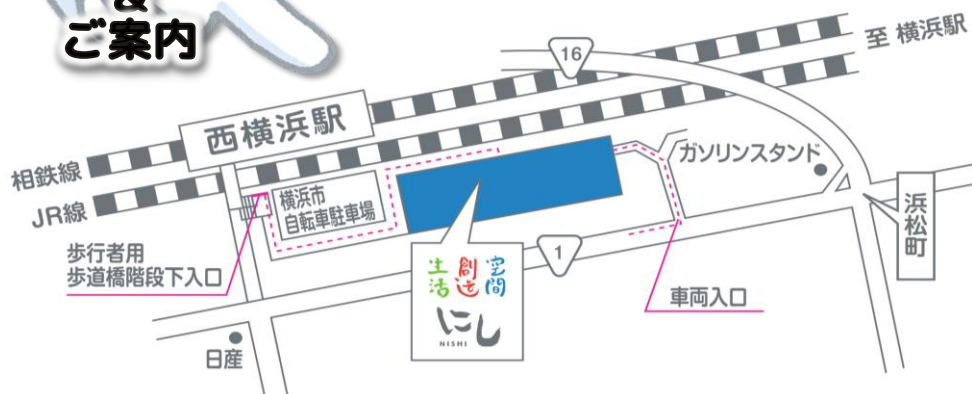 &
ご案内
16
至 横浜駅
西横浜駅
相鉄線
JR線
ガソリンスタンド
横浜市
自転車駐車場
浜松町
歩行者用
歩道橋階段下入口
1
生活 創造 空間
にし
NISHI
車両入口
日産